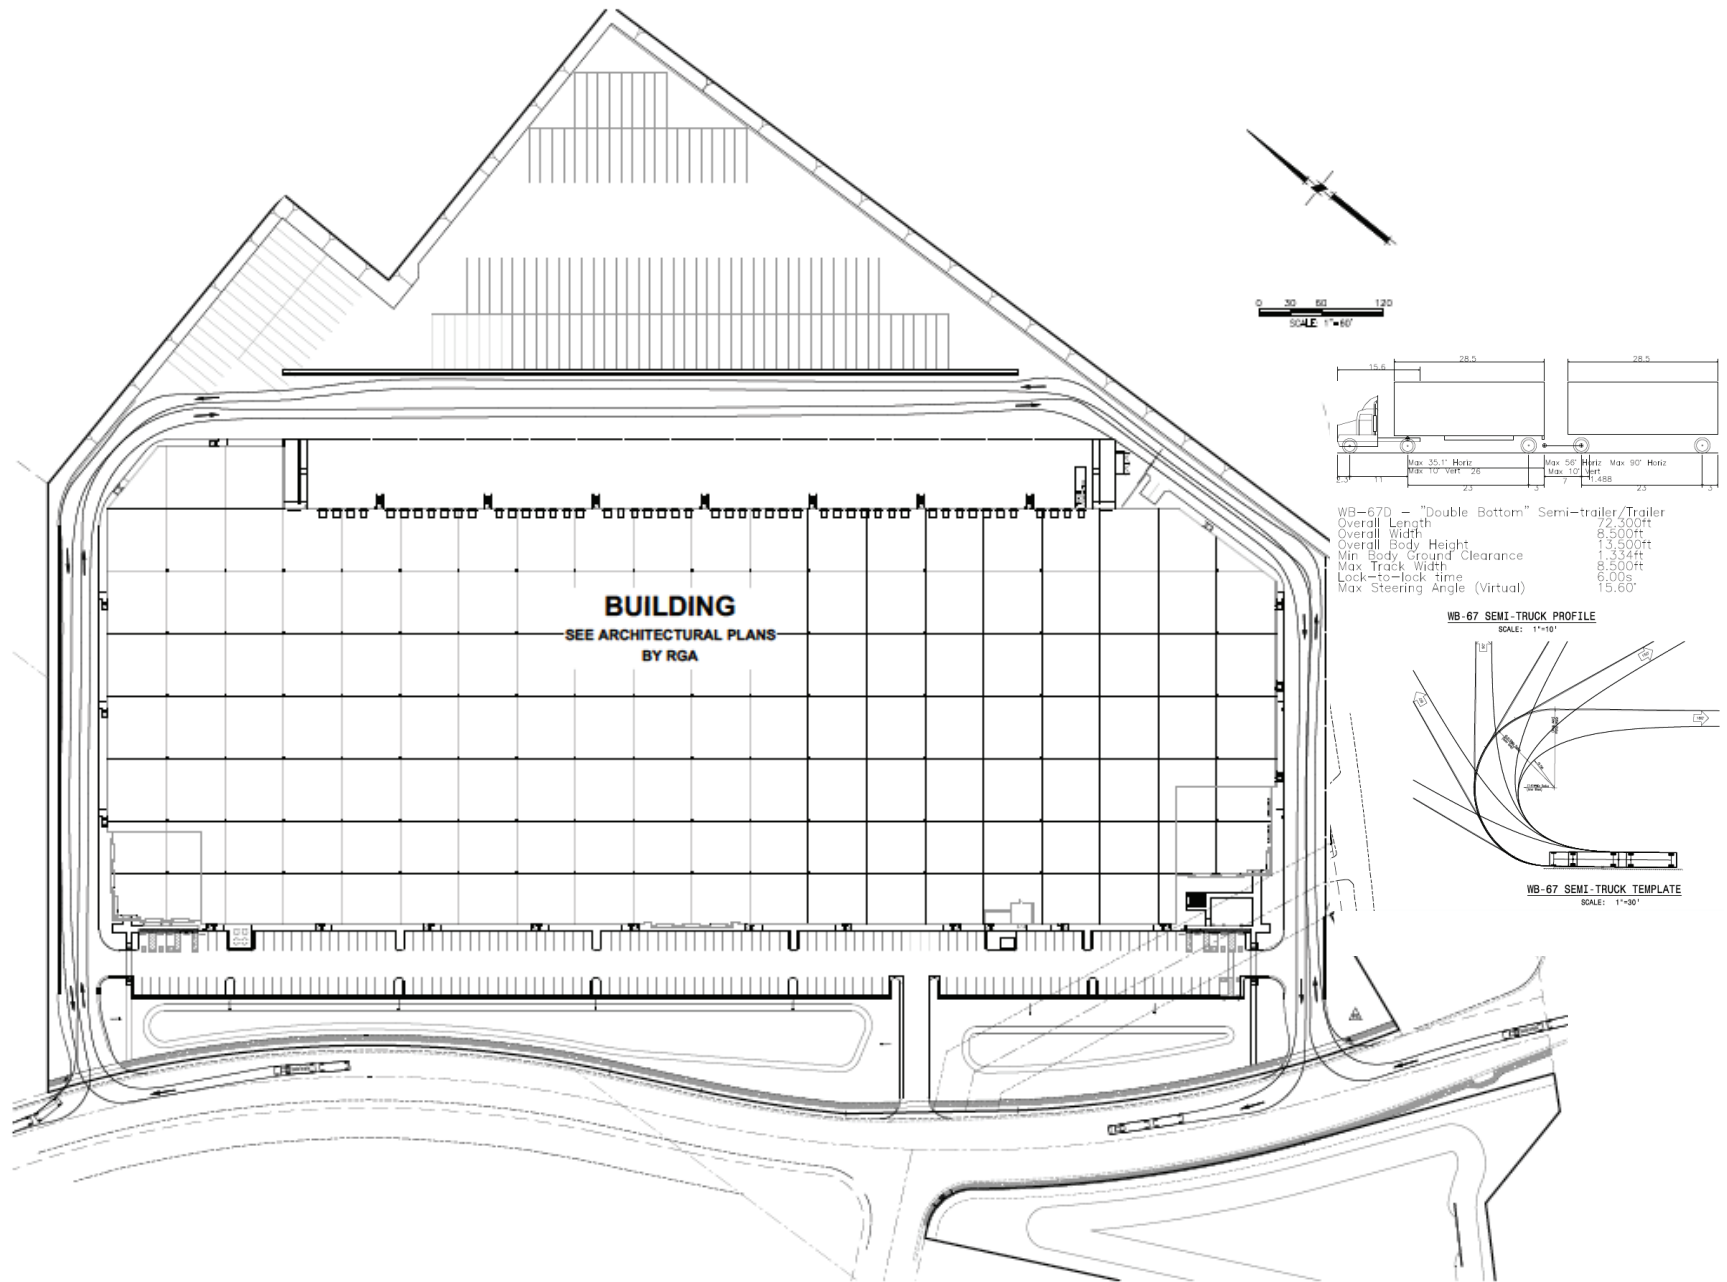 BUILDING
SEE ARCHITECTURAL PLANS
BY RGA
0 30 60 120
SCALE: 1"=60'
28.5 28.5
15.6
Max 35.1° Horiz Max 56° Horiz Max 90° Horiz
Max 10° Vert 26 Max 10° Vert
11 7 1.488
23 3 23 3
WB-67D - "Double Bottom" Semi-trailer/Trailer
Overall Length 72.300ft
Overall Width 8.500ft
Overall Body Height 13.500ft
Min Body Ground Clearance 1.334ft
Max Track Width 8.500ft
Lock-to-lock time 6.00s
Max Steering Angle (Virtual) 15.60°
WB-67 SEMI-TRUCK PROFILE
SCALE: 1"=10'
WB-67 SEMI-TRUCK TEMPLATE
SCALE: 1"=30'